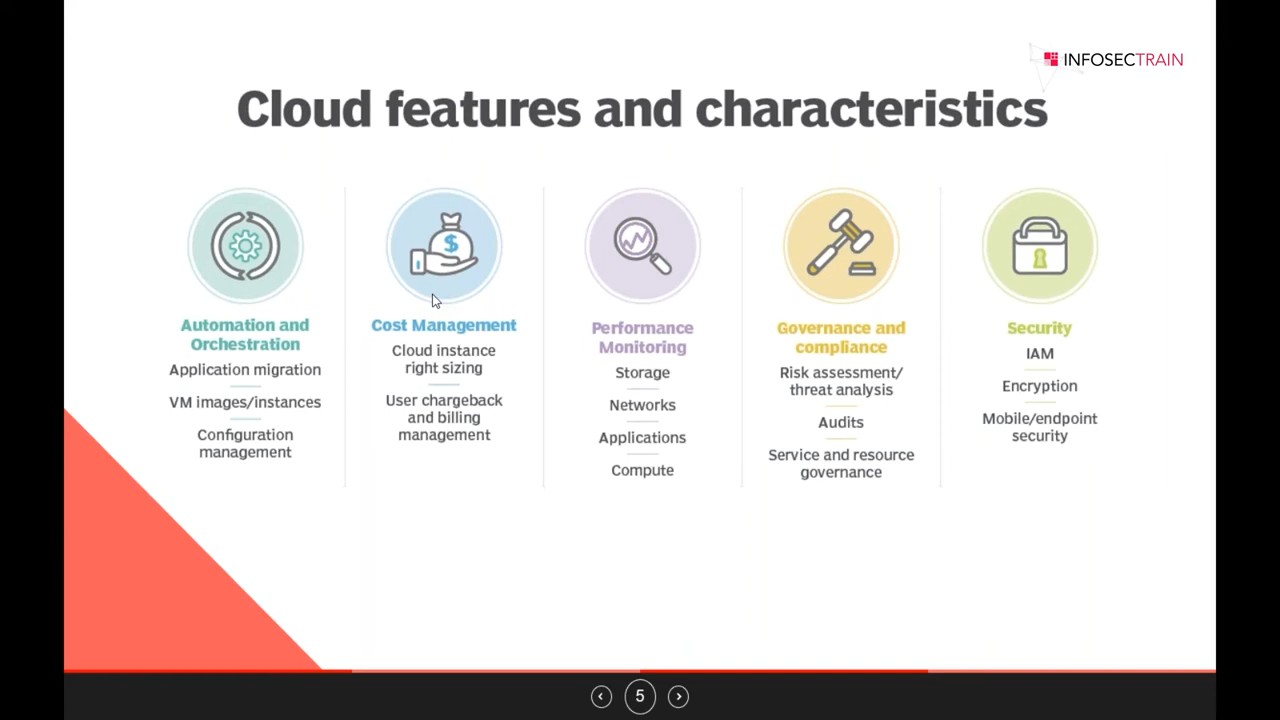 INFOSECTRAIN
Cloud features and characteristics
$
Automation and
Orchestration
Application migration
VM images/instances
Configuration
management
Cost Management
Cloud instance
right sizing
User chargeback
and billing
management
Performance
Monitoring
Storage
Networks
Applications
Compute
Governance and
compliance
Risk assessment/
threat analysis
Audits
Service and resource
governance
Security
IAM
Encryption
Mobile/endpoint
security
5